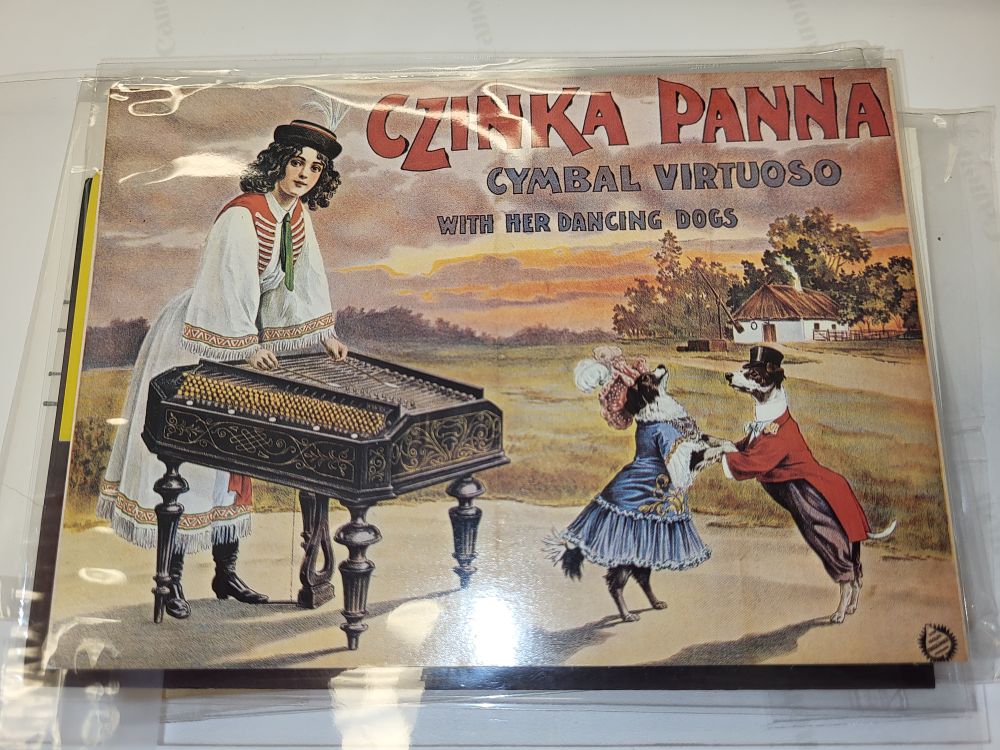 CZINKA PANNA
CYMBAL VIRTUOSO
WITH HER DANCING DOGS